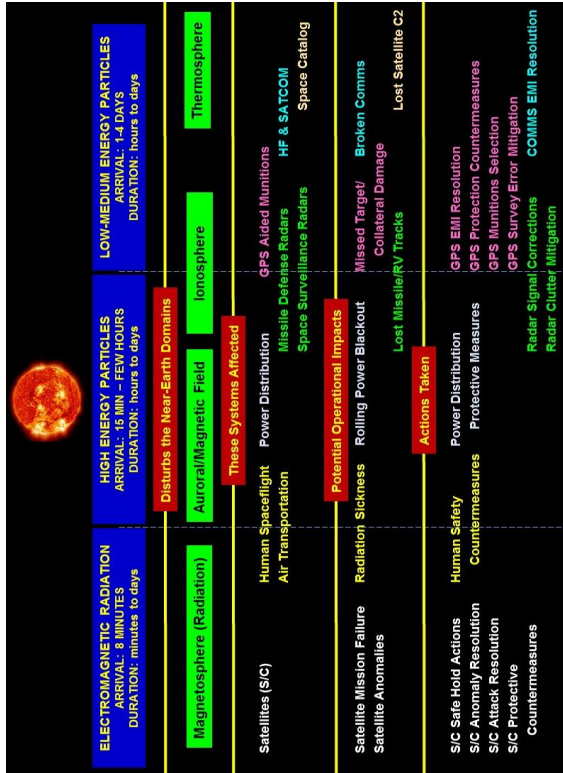 ELECTROMAGNETIC RADIATION
ARRIVAL: 8 MINUTES
DURATION: minutes to days
HIGH ENERGY PARTICLES
ARRIVAL: 15 MIN – FEW HOURS
DURATION: hours to days
LOW-MEDIUM ENERGY PARTICLES
ARRIVAL: 1-4 DAYS
DURATION: hours to days
Disturbs the Near-Earth Domains
Magnetosphere (Radiation)
Auroral/Magnetic Field
Ionosphere
Thermosphere
These Systems Affected
Satellites (S/C)
Human Spaceflight
Air Transportation
Power Distribution
GPS Aided Munitions
Missile Defense Radars
Space Surveillance Radars
HF & SATCOM
Space Catalog
Potential Operational Impacts
Satellite Mission Failure
Satellite Anomalies
Radiation Sickness
Rolling Power Blackout
Missed Target/
Collateral Damage
Lost Missile/RV Tracks
Broken Comms
Lost Satellite C2
Actions Taken
S/C Safe Hold Actions
S/C Anomaly Resolution
S/C Attack Resolution
S/C Protective
Countermeasures
Human Safety
Countermeasures
Power Distribution
Protective Measures
GPS EMI Resolution
GPS Protection Countermeasures
GPS Munitions Selection
GPS Survey Error Mitigation
Radar Signal Corrections
Radar Clutter Mitigation
COMMS EMI Resolution